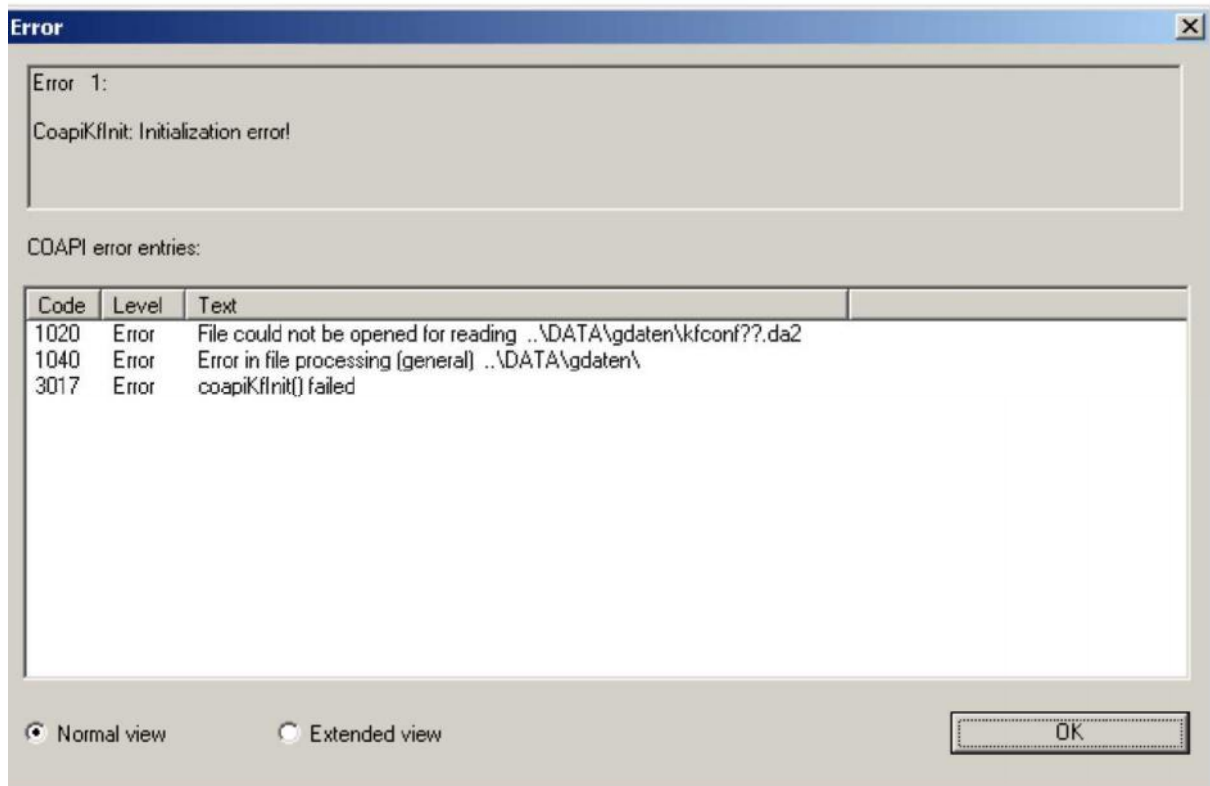 Error
Error 1:
CoapiKfInit: Initialization error!
COAPI error entries:
Code Level Text
1020 Error File could not be opened for reading ..\DATA\gdaten\kfconf??.da2
1040 Error Error in file processing (general) ..\DATA\gdaten\
3017 Error coapiKfInit() failed
Normal view Extended view OK